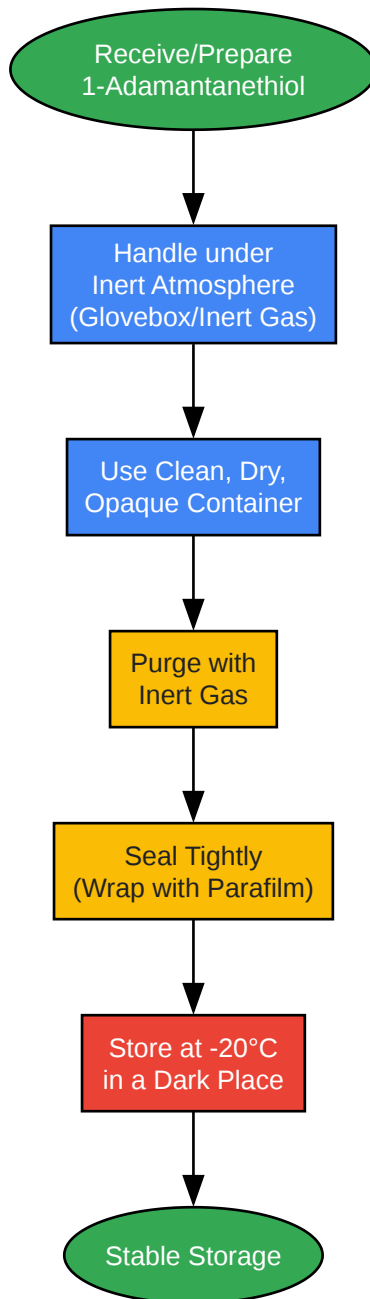 Receive/Prepare
1-Adamantanethiol
Handle under
Inert Atmosphere
(Glovebox/Inert Gas)
Use Clean, Dry,
Opaque Container
Purge with
Inert Gas
Seal Tightly
(Wrap with Parafilm)
Store at -20°C
in a Dark Place
Stable Storage